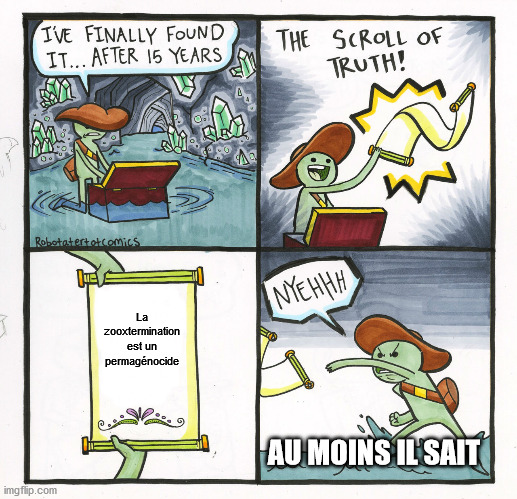 I'VE FINALLY FOUND
IT... AFTER 15 YEARS
THE SCROLL OF
TRUTH!
Robotatertotcomics
La
zooxtermination
est un
permagénocide
NYEHHH
AU MOINS IL SAIT
imgflip.com